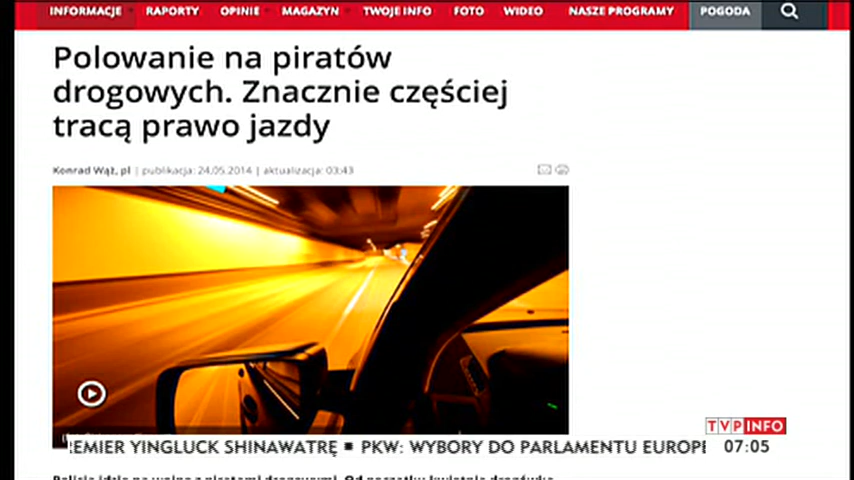 INFORMACJE RAPORTY OPINIE MAGAZYN TWOJE INFO FOTO WIDEO NASZE PROGRAMY POGODA
Polowanie na piratów
drogowych. Znacznie częściej
tracą prawo jazdy
Konrad Wąż, pl | publikacja: 24.05.2014 | aktualizacja: 03:43
TVP INFO
EMIER YINGLUCK SHINAWATRĘ ▪ PKW: WYBORY DO PARLAMENTU EUROPE
07:05